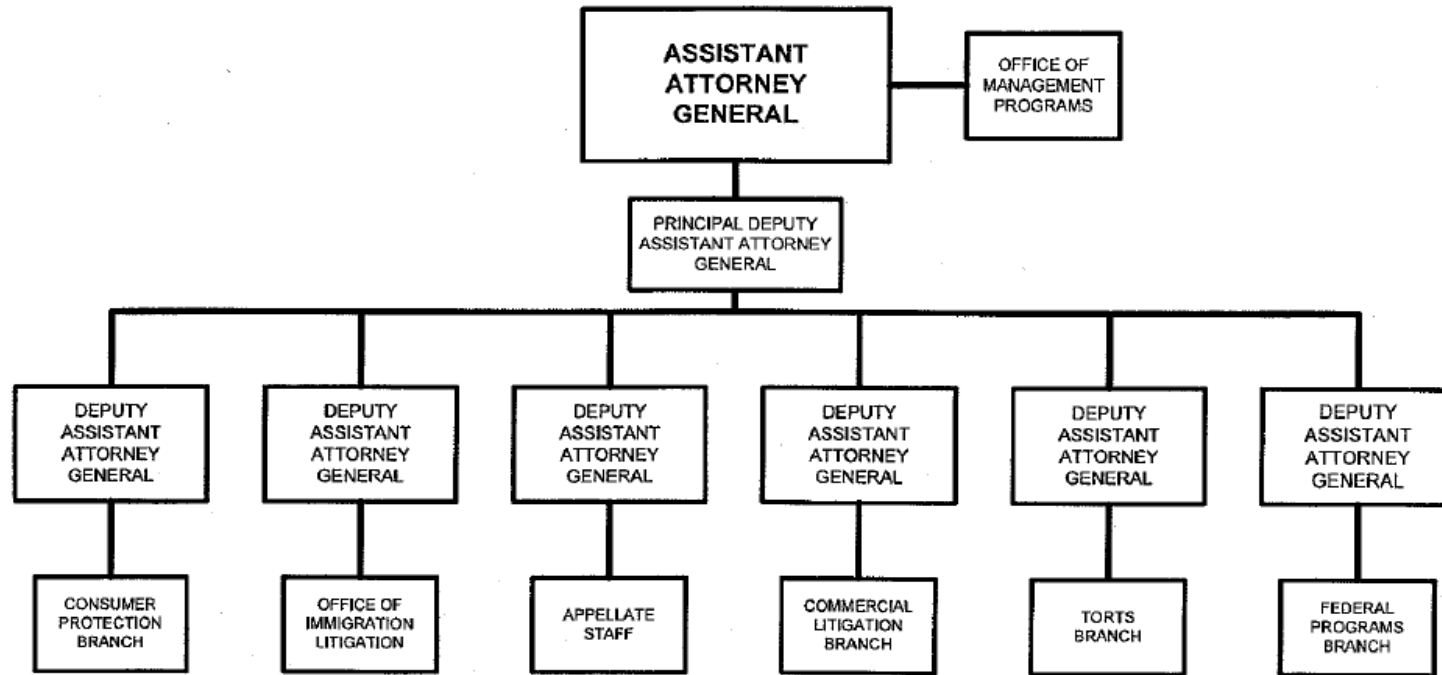 ASSISTANT
ATTORNEY
GENERAL
OFFICE OF
MANAGEMENT
PROGRAMS
PRINCIPAL DEPUTY
ASSISTANT ATTORNEY
GENERAL
DEPUTY
ASSISTANT
ATTORNEY
GENERAL
DEPUTY
ASSISTANT
ATTORNEY
GENERAL
DEPUTY
ASSISTANT
ATTORNEY
GENERAL
DEPUTY
ASSISTANT
ATTORNEY
GENERAL
DEPUTY
ASSISTANT
ATTORNEY
GENERAL
DEPUTY
ASSISTANT
ATTORNEY
GENERAL
CONSUMER
PROTECTION
BRANCH
OFFICE OF
IMMIGRATION
LITIGATION
APPELLATE
STAFF
COMMERCIAL
LITIGATION
BRANCH
TORTS
BRANCH
FEDERAL
PROGRAMS
BRANCH